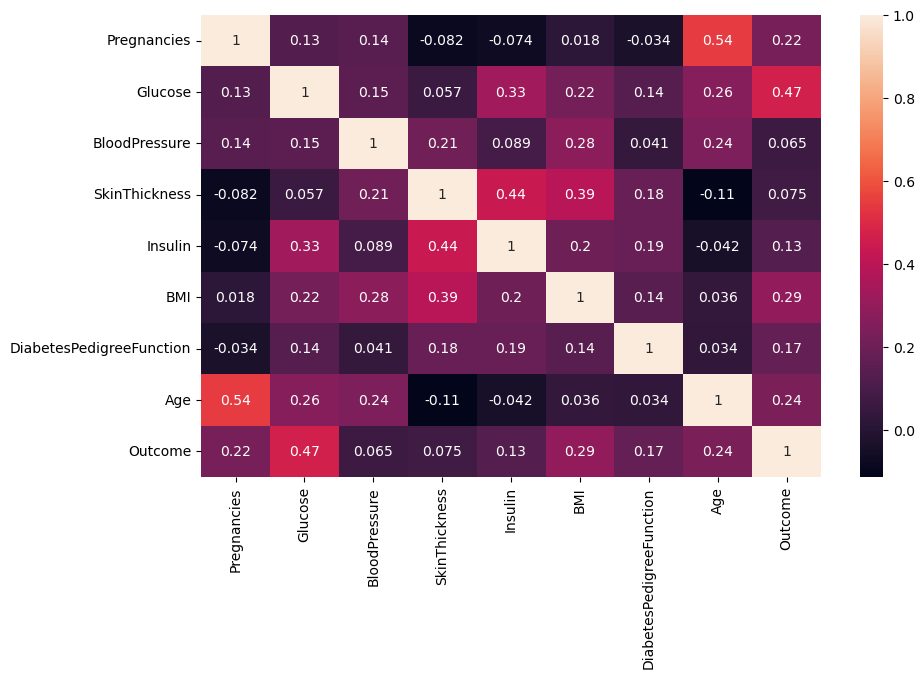 Pregnancies 1 0.13 0.14 -0.082 -0.074 0.018 -0.034 0.54 0.22
Glucose 0.13 1 0.15 0.057 0.33 0.22 0.14 0.26 0.47
BloodPressure 0.14 0.15 1 0.21 0.089 0.28 0.041 0.24 0.065
SkinThickness -0.082 0.057 0.21 1 0.44 0.39 0.18 -0.11 0.075
Insulin -0.074 0.33 0.089 0.44 1 0.2 0.19 -0.042 0.13
BMI 0.018 0.22 0.28 0.39 0.2 1 0.14 0.036 0.29
DiabetesPedigreeFunction -0.034 0.14 0.041 0.18 0.19 0.14 1 0.034 0.17
Age 0.54 0.26 0.24 -0.11 -0.042 0.036 0.034 1 0.24
Outcome 0.22 0.47 0.065 0.075 0.13 0.29 0.17 0.24 1
Pregnancies
Glucose
BloodPressure
SkinThickness
Insulin
BMI
DiabetesPedigreeFunction
Age
Outcome
1.0
0.8
0.6
0.4
0.2
0.0